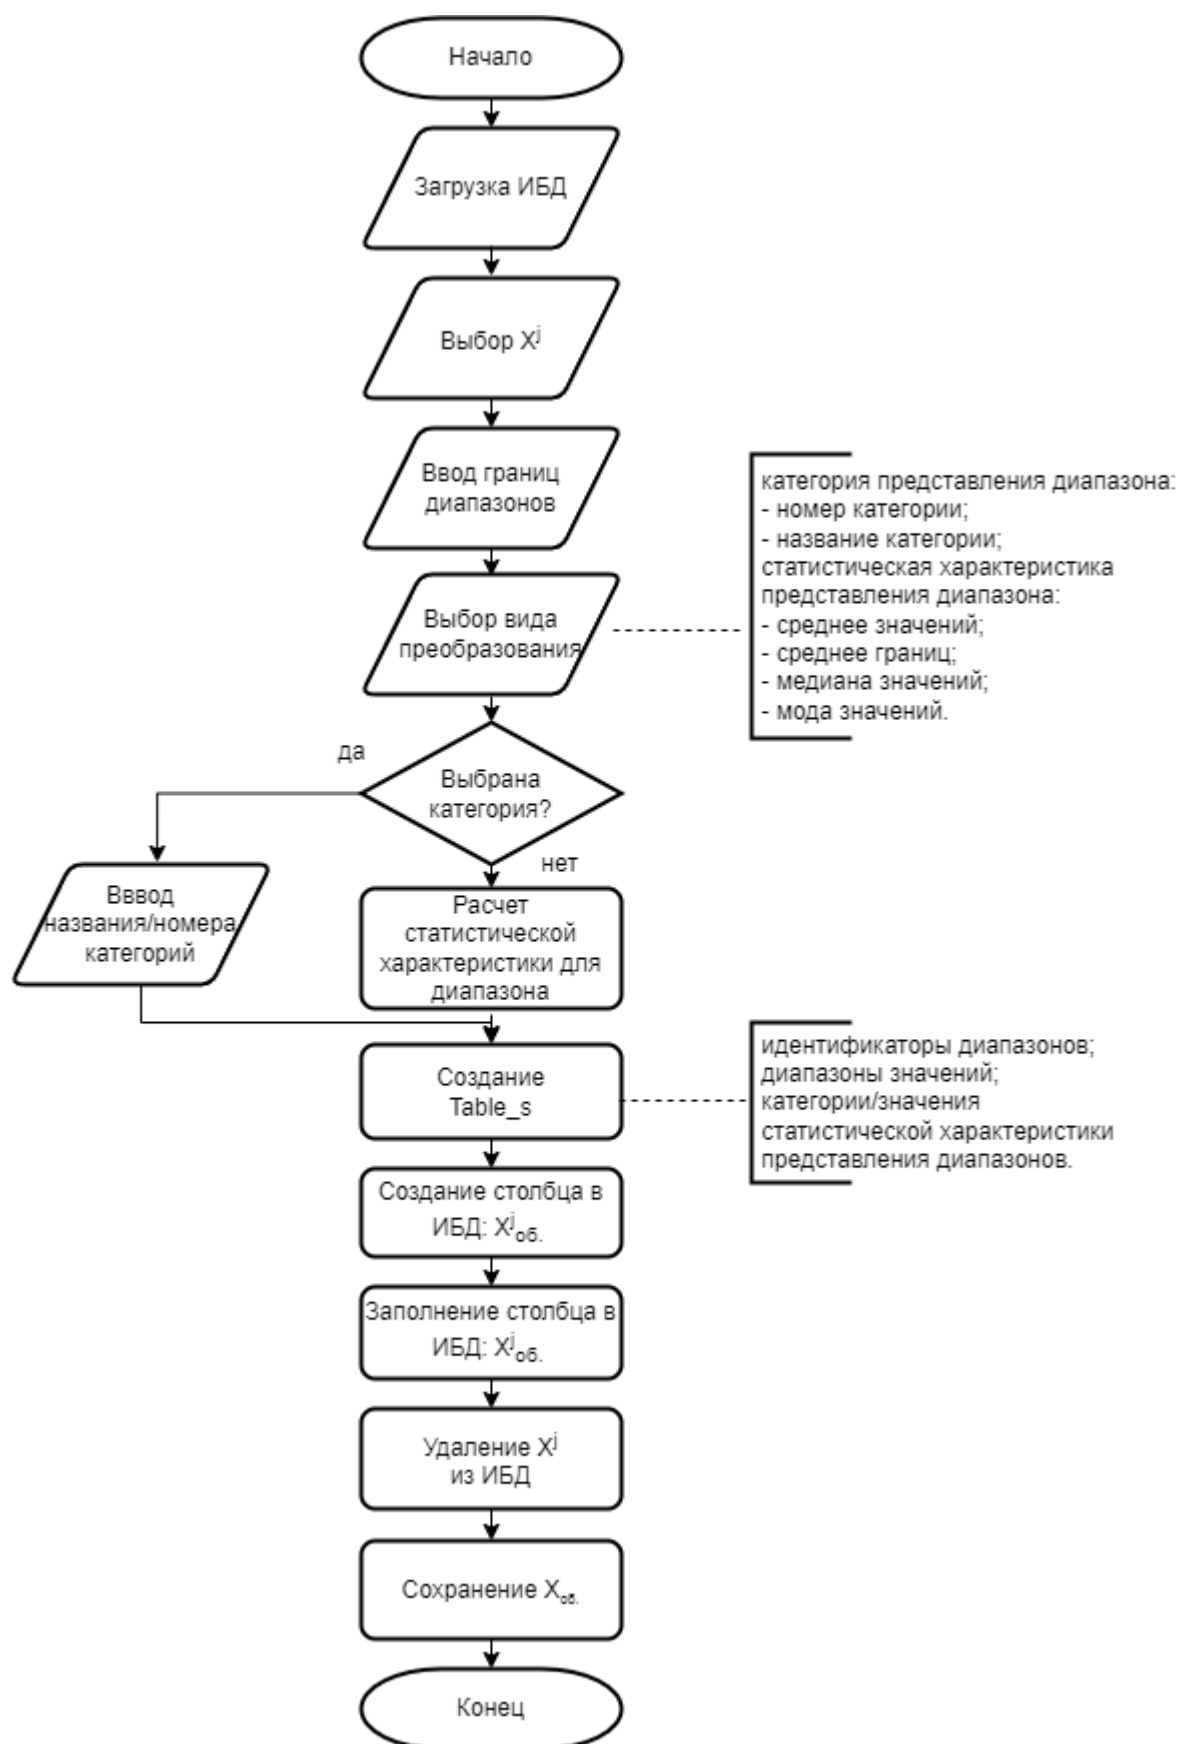 Начало
Загрузка ИБД
Выбор Xʲ
Ввод границ
диапазонов
Выбор вида
преобразования
категория представления диапазона:
- номер категории;
- название категории;
статистическая характеристика
представления диапазона:
- среднее значений;
- среднее границ;
- медиана значений;
- мода значений.
да
Выбрана
категория?
нет
Вввод
названия/номера
категорий
Расчет
статистической
характеристики для
диапазона
Создание
Table_s
идентификаторы диапазонов;
диапазоны значений;
категории/значения
статистической характеристики
представления диапазонов.
Создание столбца в
ИБД: Xʲоб.
Заполнение столбца в
ИБД: Xʲоб.
Удаление Xʲ
из ИБД
Сохранение Xоб.
Конец